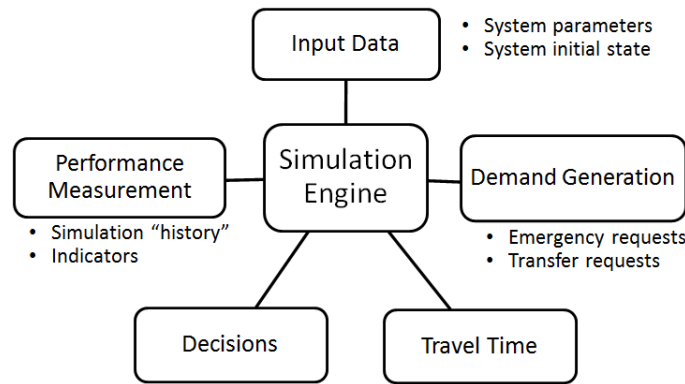 Input Data
• System parameters
• System initial state
Performance
Measurement
• Simulation “history”
• Indicators
Simulation
Engine
Demand Generation
• Emergency requests
• Transfer requests
Decisions
Travel Time